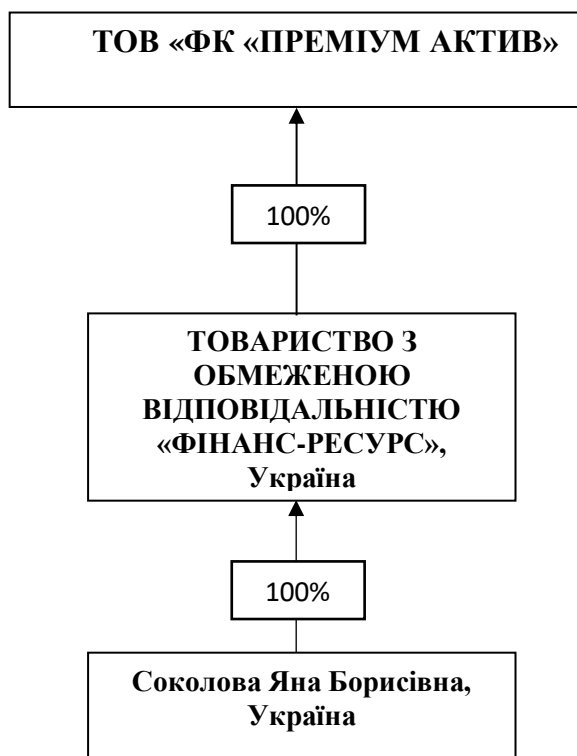 ТОВ «ФК «ПРЕМІУМ АКТИВ»
100%
ТОВАРИСТВО З
ОБМЕЖЕНОЮ
ВІДПОВІДАЛЬНІСТЮ
«ФІНАНС-РЕСУРС»,
Україна
100%
Соколова Яна Борисівна,
Україна